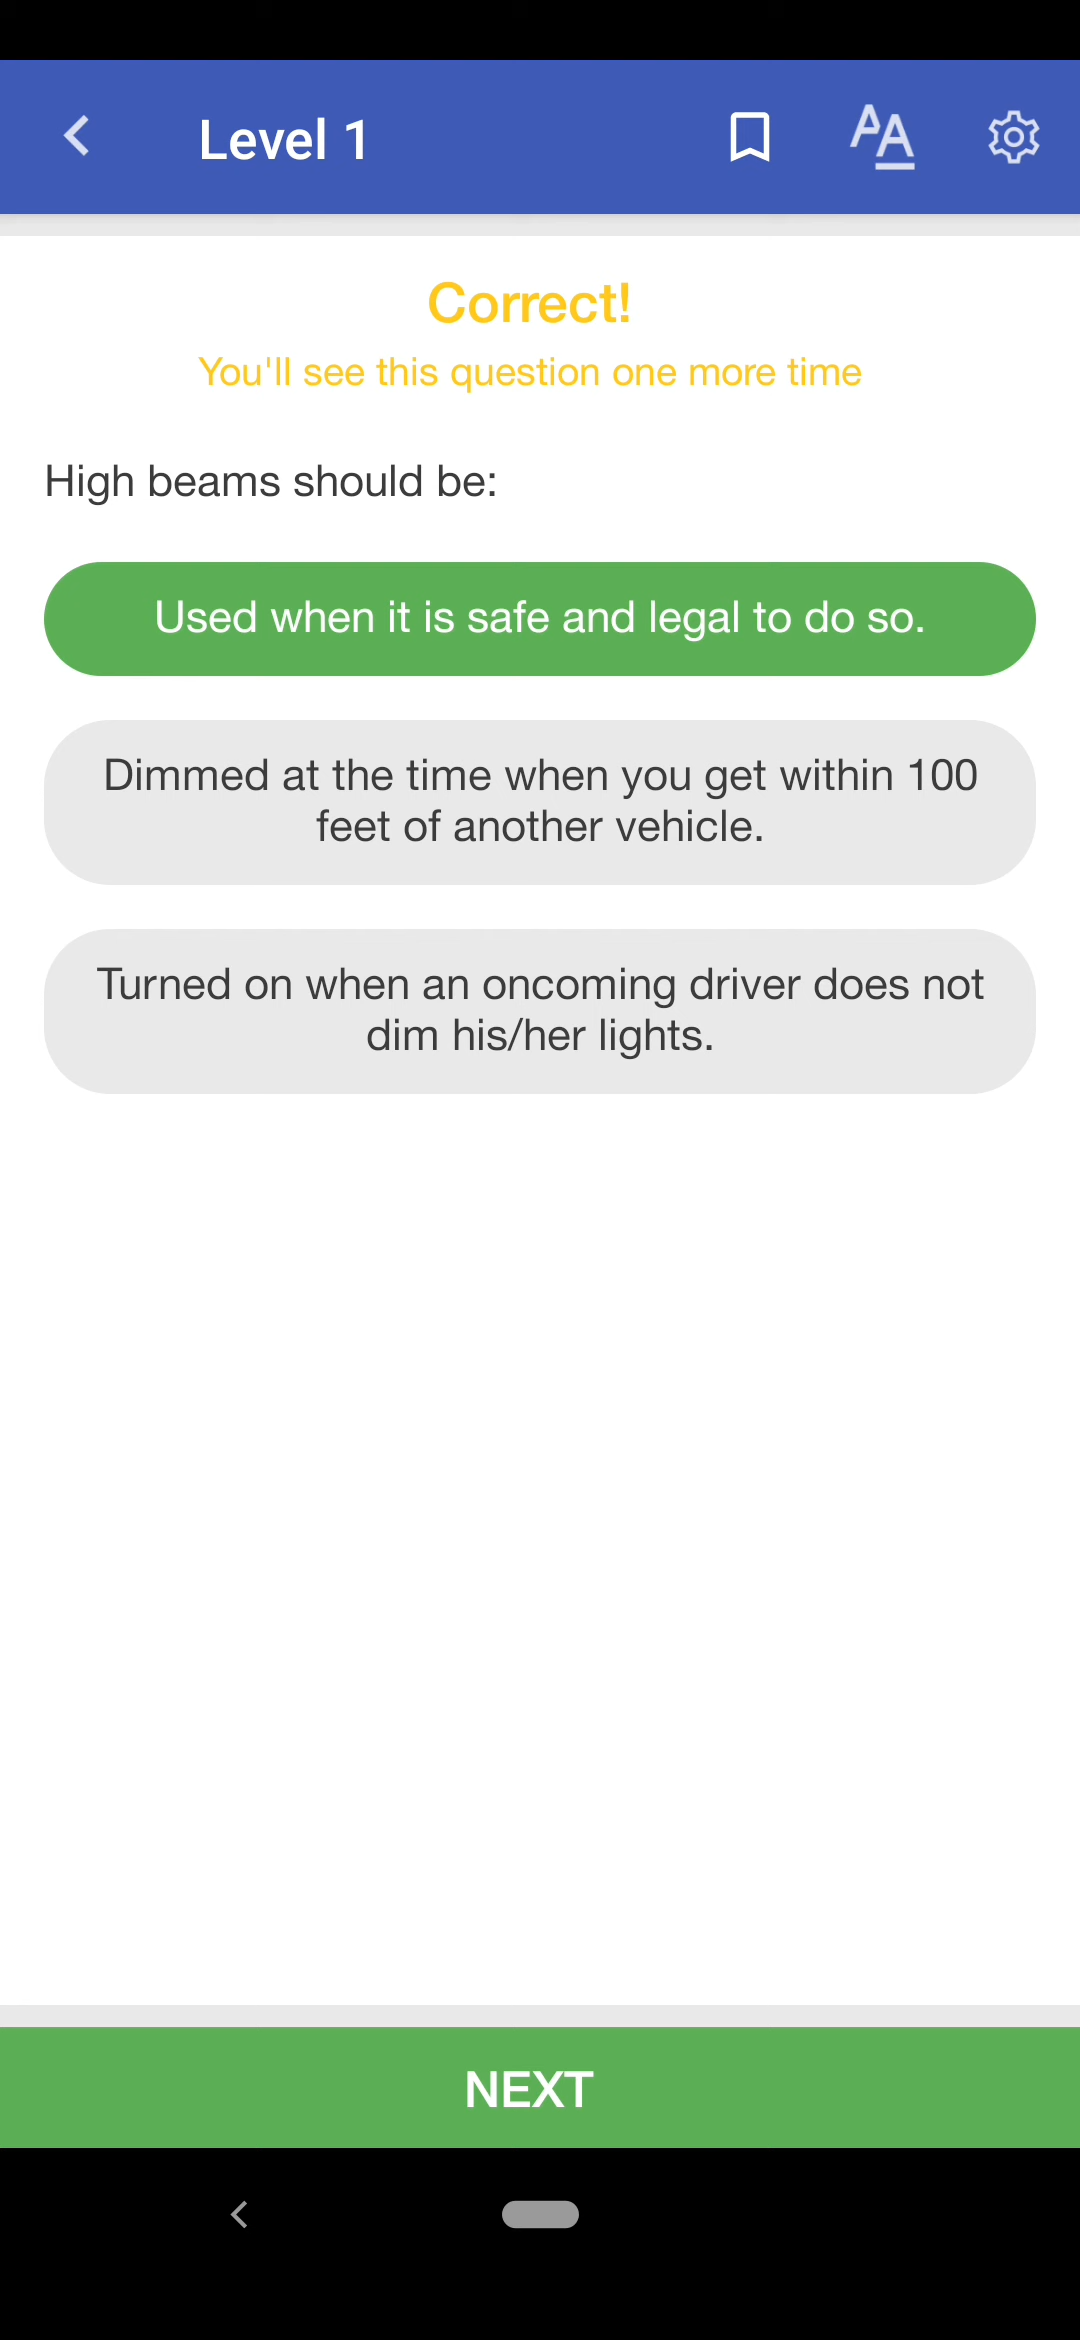 Level 1
Correct!
You'll see this question one more time
High beams should be:
Used when it is safe and legal to do so.
Dimmed at the time when you get within 100
feet of another vehicle.
Turned on when an oncoming driver does not
dim his/her lights.
NEXT